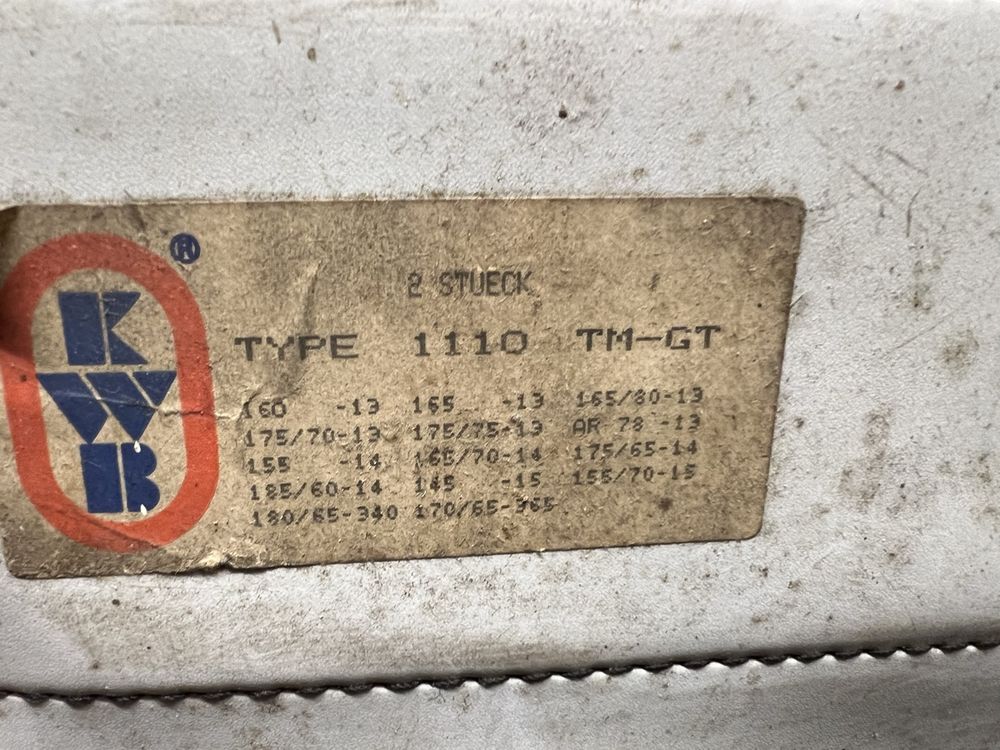 KWB ®
2 STUECK
TYPE 1110 TM-GT
160 -13 165 -13 165/80-13
175/70-13 175/75-13 AR 78 -13
155 -14 165/70-14 175/65-14
185/60-14 145 -15 155/70-15
180/65-340 170/65-365